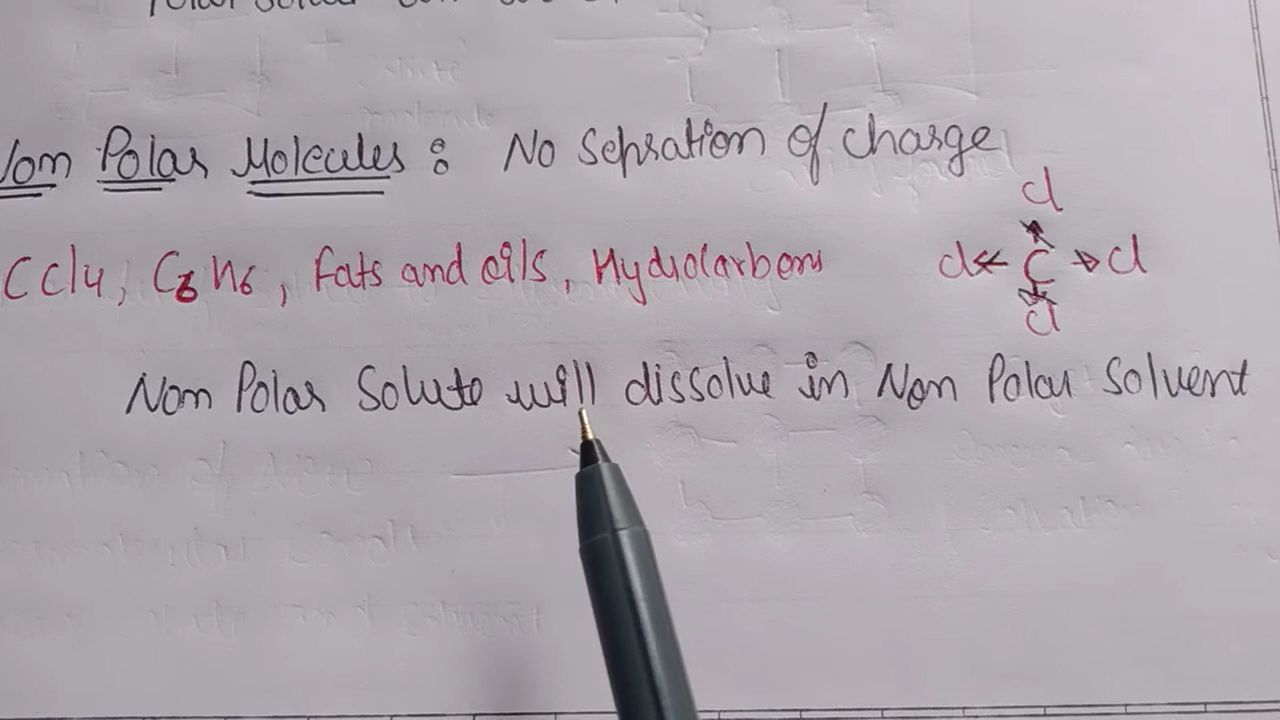 Polar
Non Polar Molecules : No Sepration of charge
CCl4, C6H6, Fats and oils, Hydrocarbons
Cl
Cl C Cl
Cl
Non Polar Solute will dissolve in Non Polar Solvent